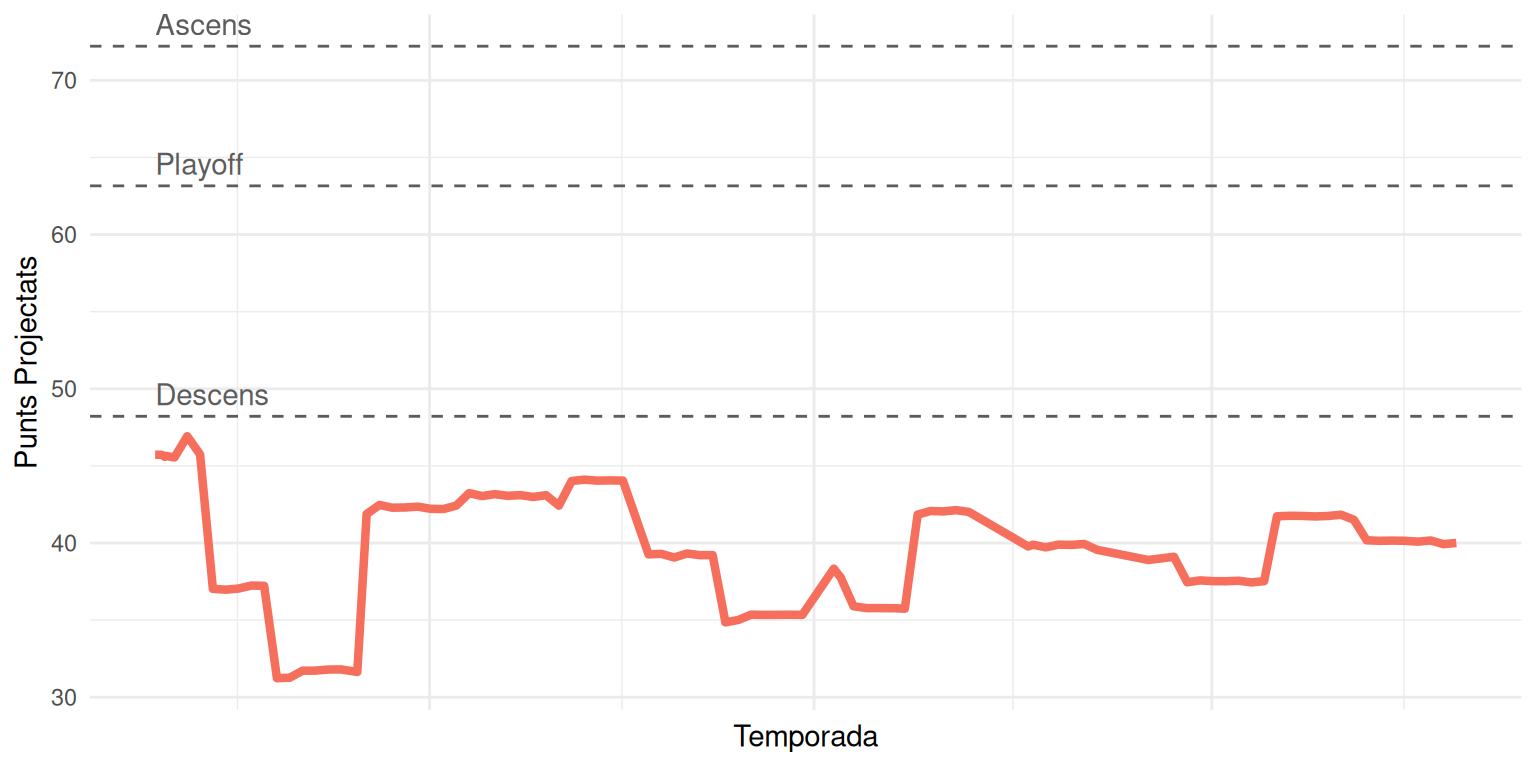 Ascens
70
Playoff
60
Punts Projectats
50
Descens
40
30
Temporada